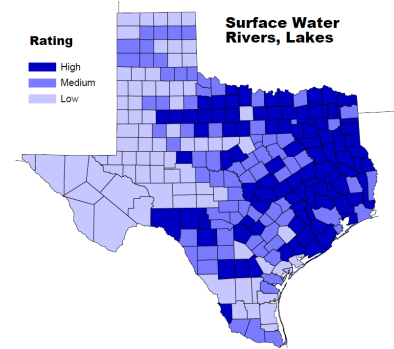 Surface Water
Rivers, Lakes
Rating
High
Medium
Low